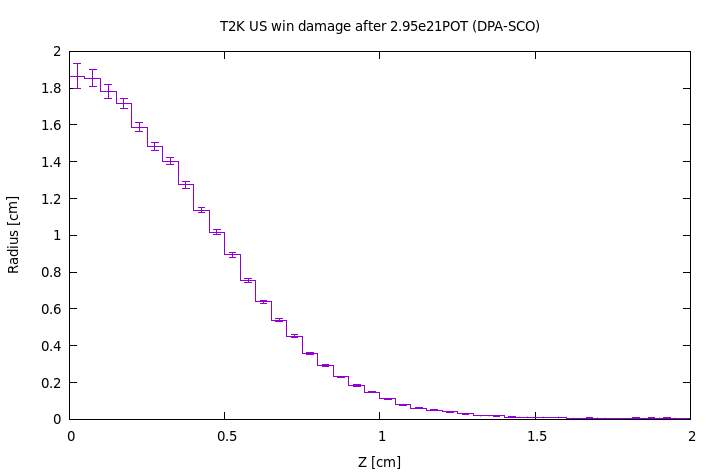 T2K US win damage after 2.95e21POT (DPA-SCO)
2
1.8
1.6
1.4
1.2
1
0.8
0.6
0.4
0.2
0
Radius [cm]
0 0.5 1 1.5 2
Z [cm]